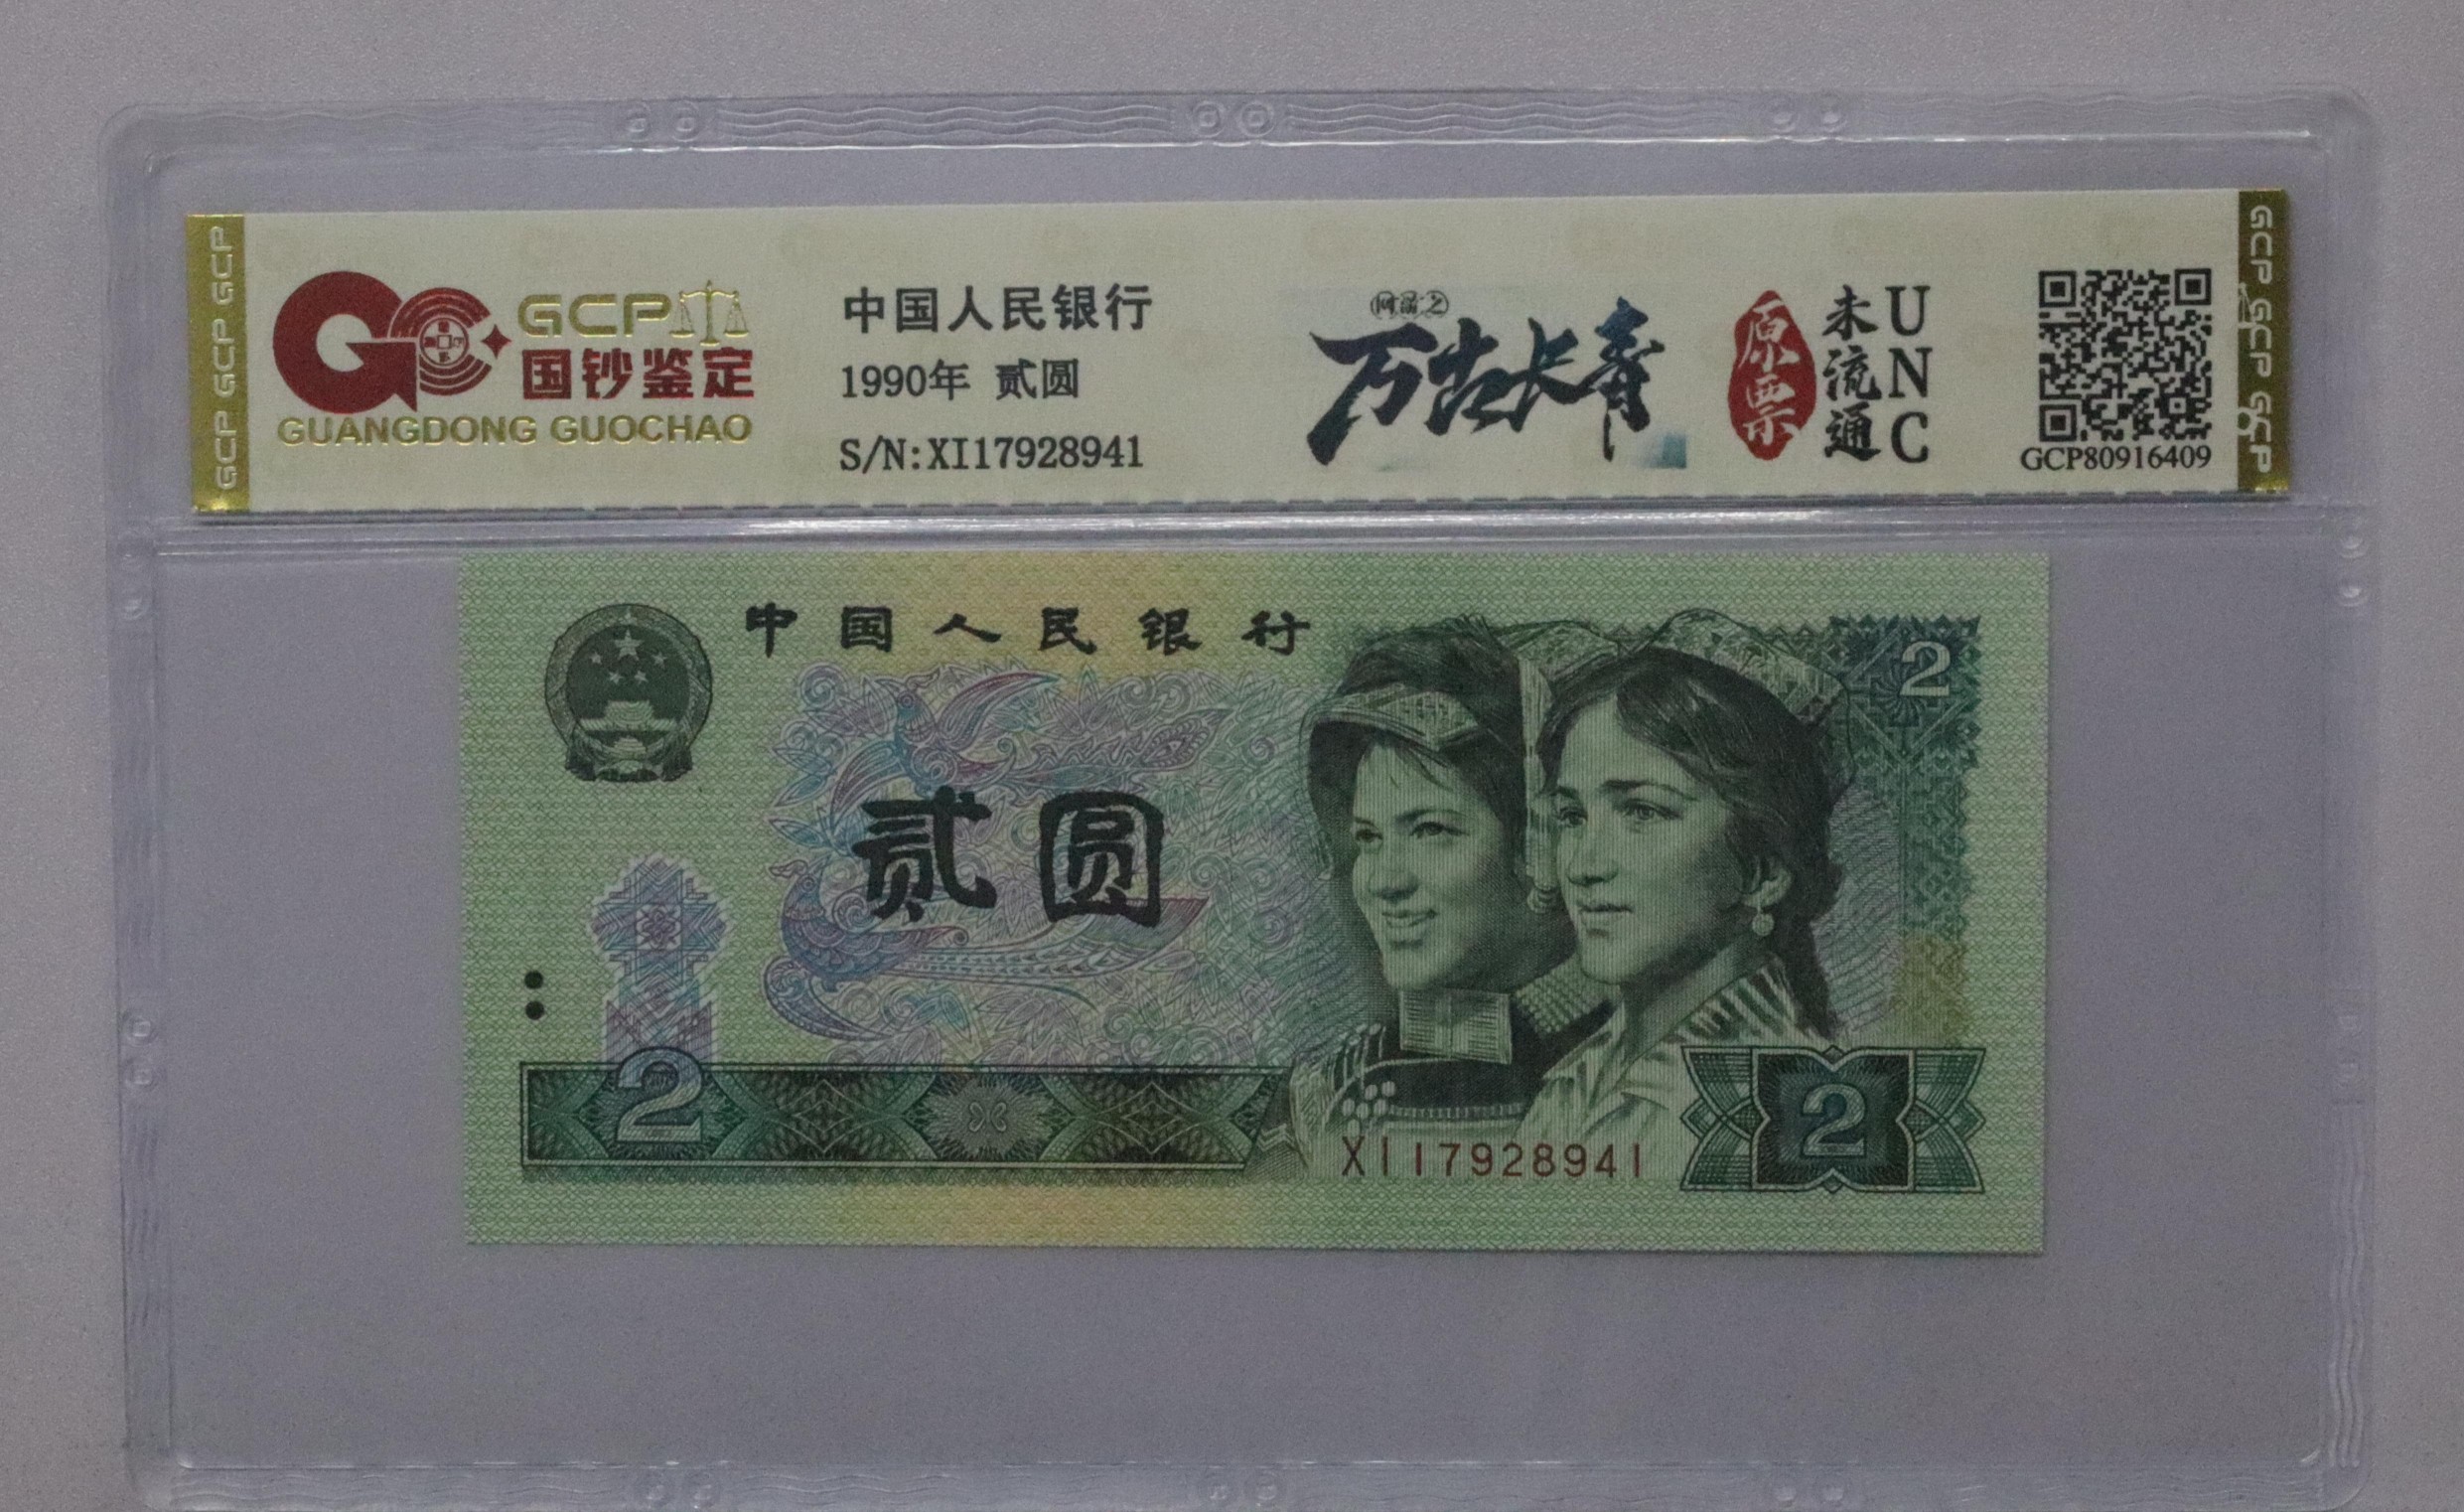 GCP GCP GCP
GCP
国钞鉴定
GUANGDONG GUOCHAO
中国人民银行
1990年 贰圆
S/N:XI17928941
万古长青
原票
未流通
UNC
GCP80916409
GCP GCP GCP
中国人民银行
2
贰圆
2
XI17928941
2